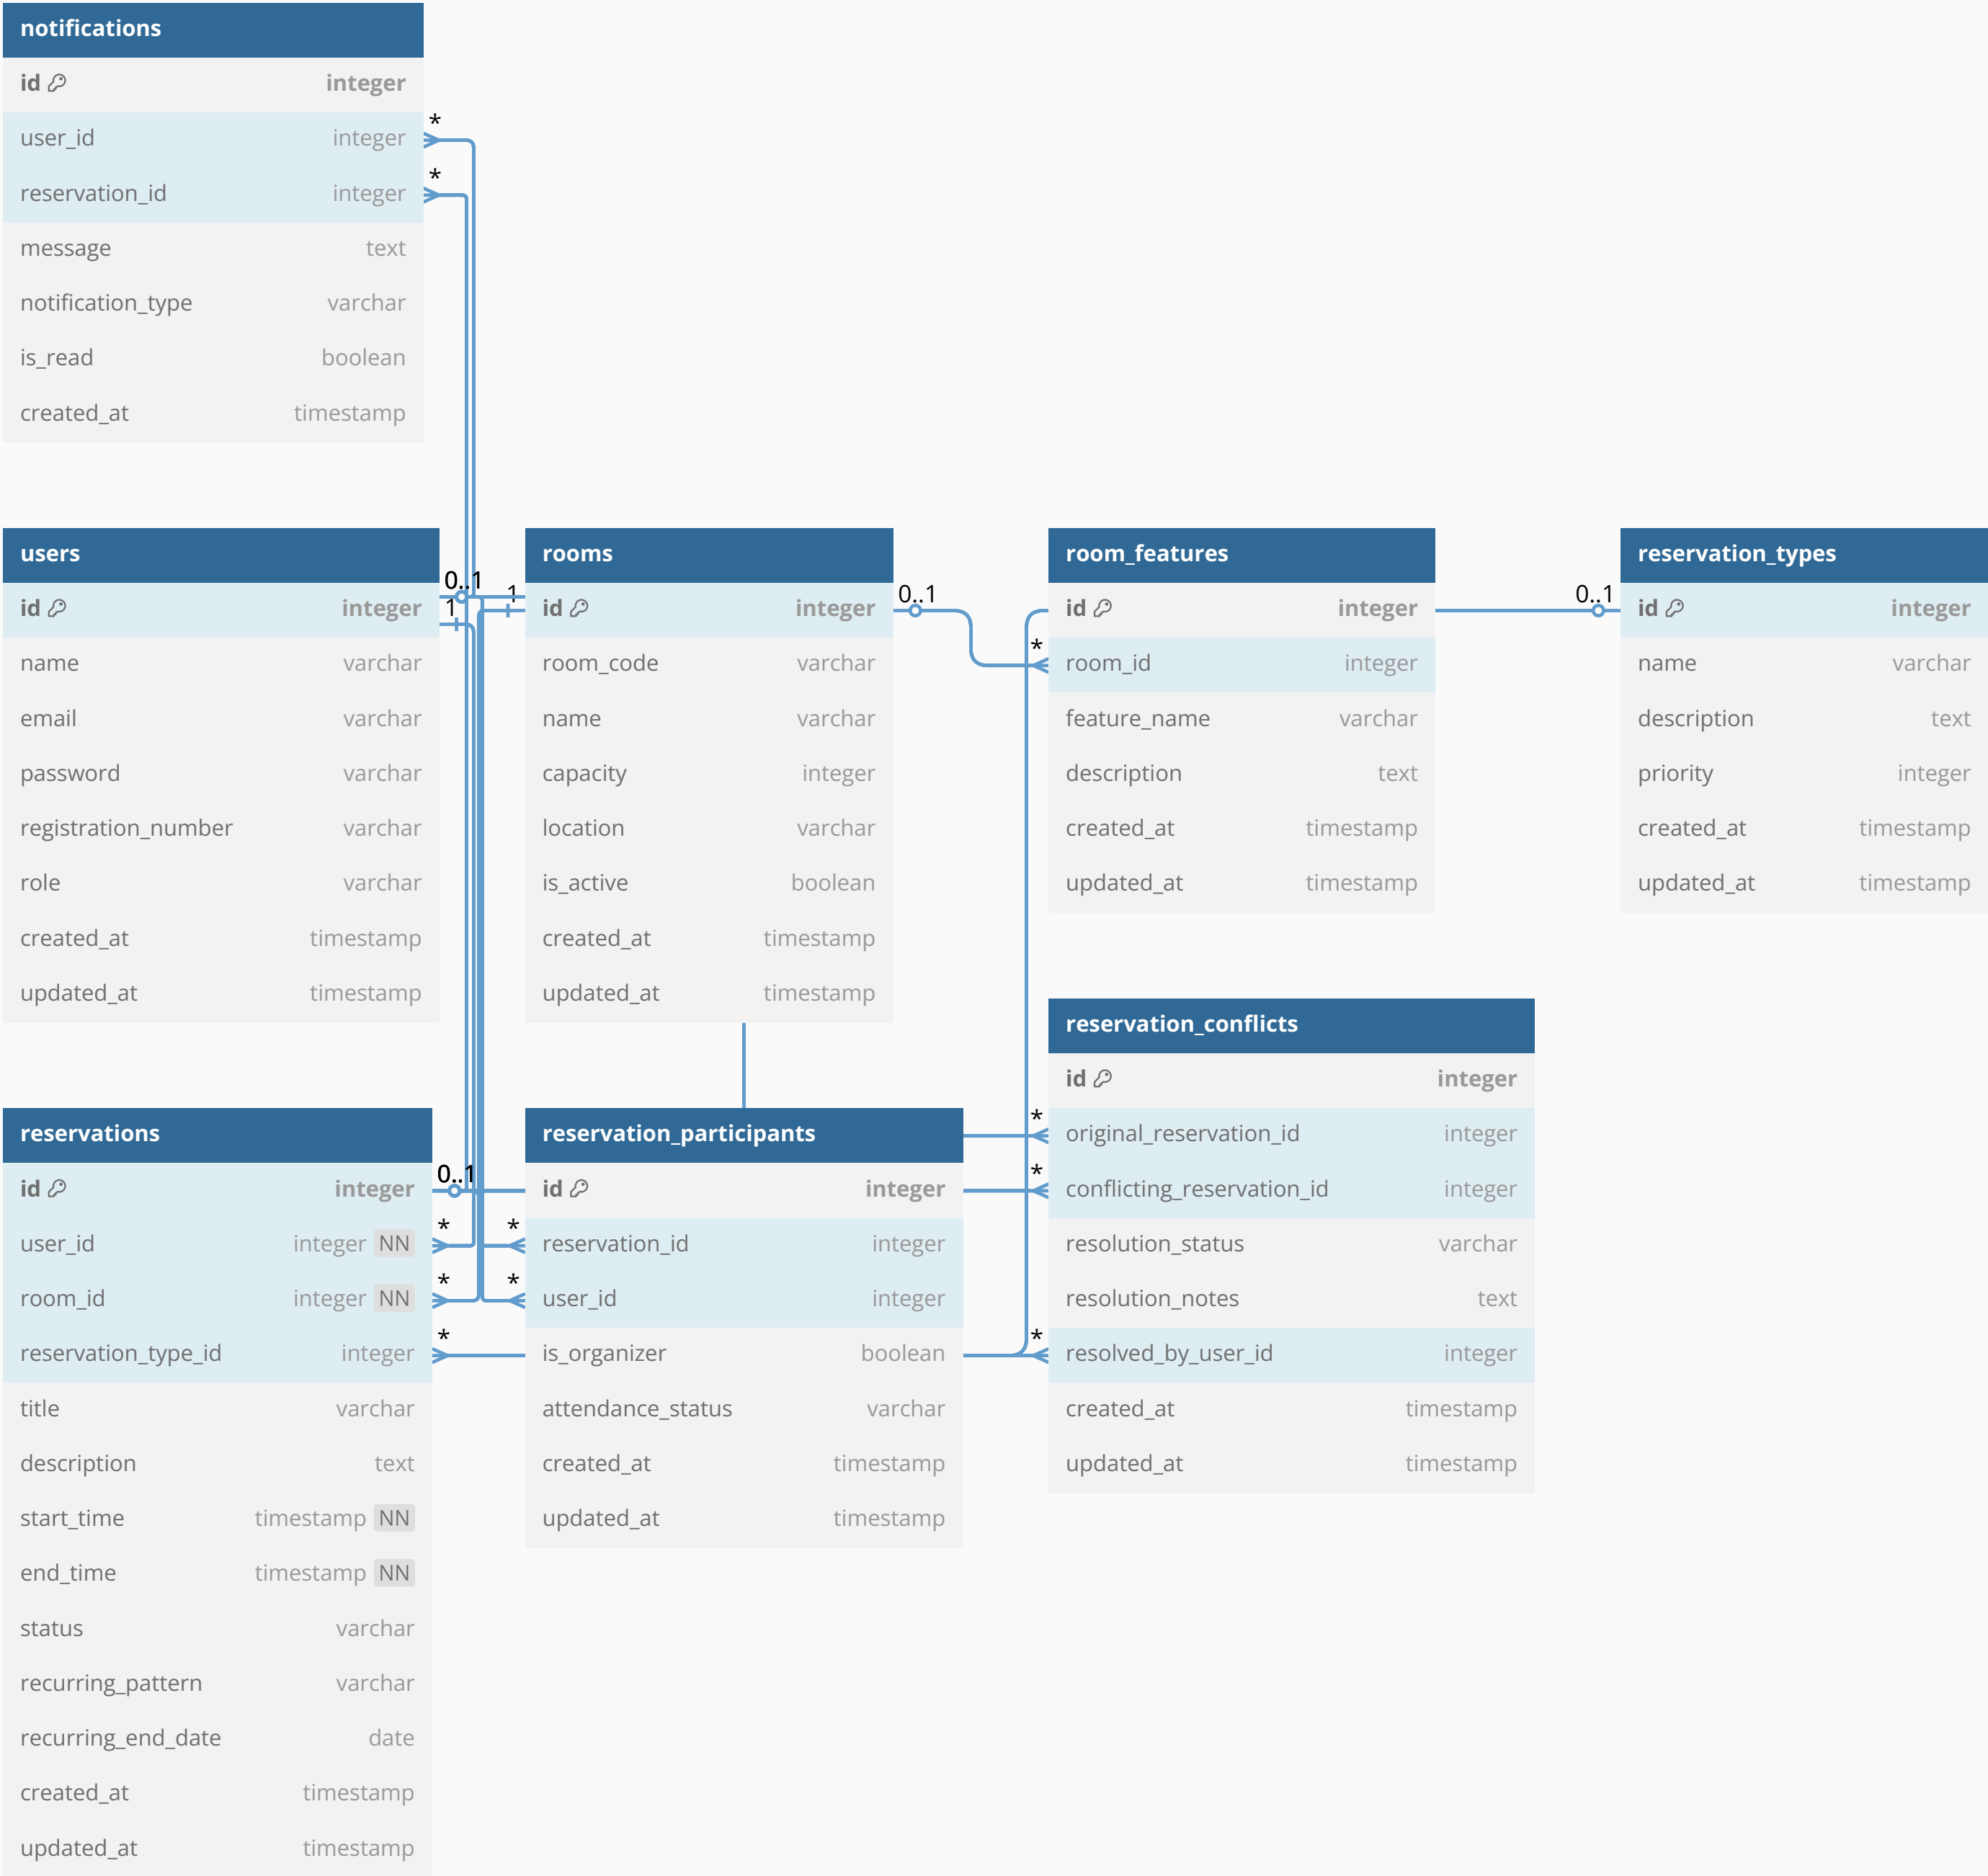 notifications
id integer
user_id integer
*
reservation_id integer
*
message text
notification_type varchar
is_read boolean
created_at timestamp
users
id integer
0..1
1
name varchar
email varchar
password varchar
registration_number varchar
role varchar
created_at timestamp
updated_at timestamp
rooms
1
id integer
0..1
room_code varchar
name varchar
capacity integer
location varchar
is_active boolean
created_at timestamp
updated_at timestamp
room_features
id integer
*
room_id integer
feature_name varchar
description text
created_at timestamp
updated_at timestamp
reservation_types
0..1
id integer
name varchar
description text
priority integer
created_at timestamp
updated_at timestamp
reservations
id integer
0..1
user_id integer NN
*
room_id integer NN
*
reservation_type_id integer
*
title varchar
description text
start_time timestamp NN
end_time timestamp NN
status varchar
recurring_pattern varchar
recurring_end_date date
created_at timestamp
updated_at timestamp
reservation_participants
id integer
*
reservation_id integer
*
user_id integer
is_organizer boolean
attendance_status varchar
created_at timestamp
updated_at timestamp
reservation_conflicts
id integer
*
original_reservation_id integer
*
conflicting_reservation_id integer
resolution_status varchar
resolution_notes text
*
resolved_by_user_id integer
created_at timestamp
updated_at timestamp